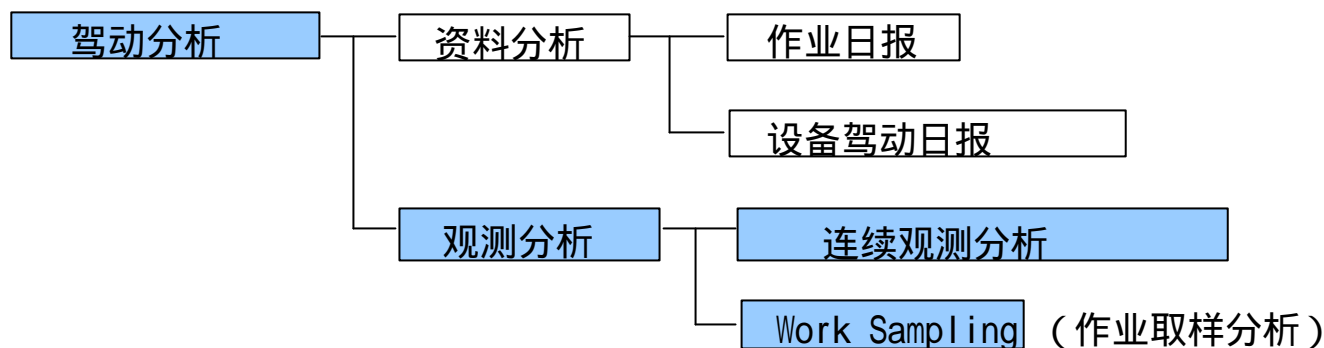 驾动分析
资料分析
作业日报
设备驾动日报
观测分析
连续观测分析
Work Sampling (作业取样分析)